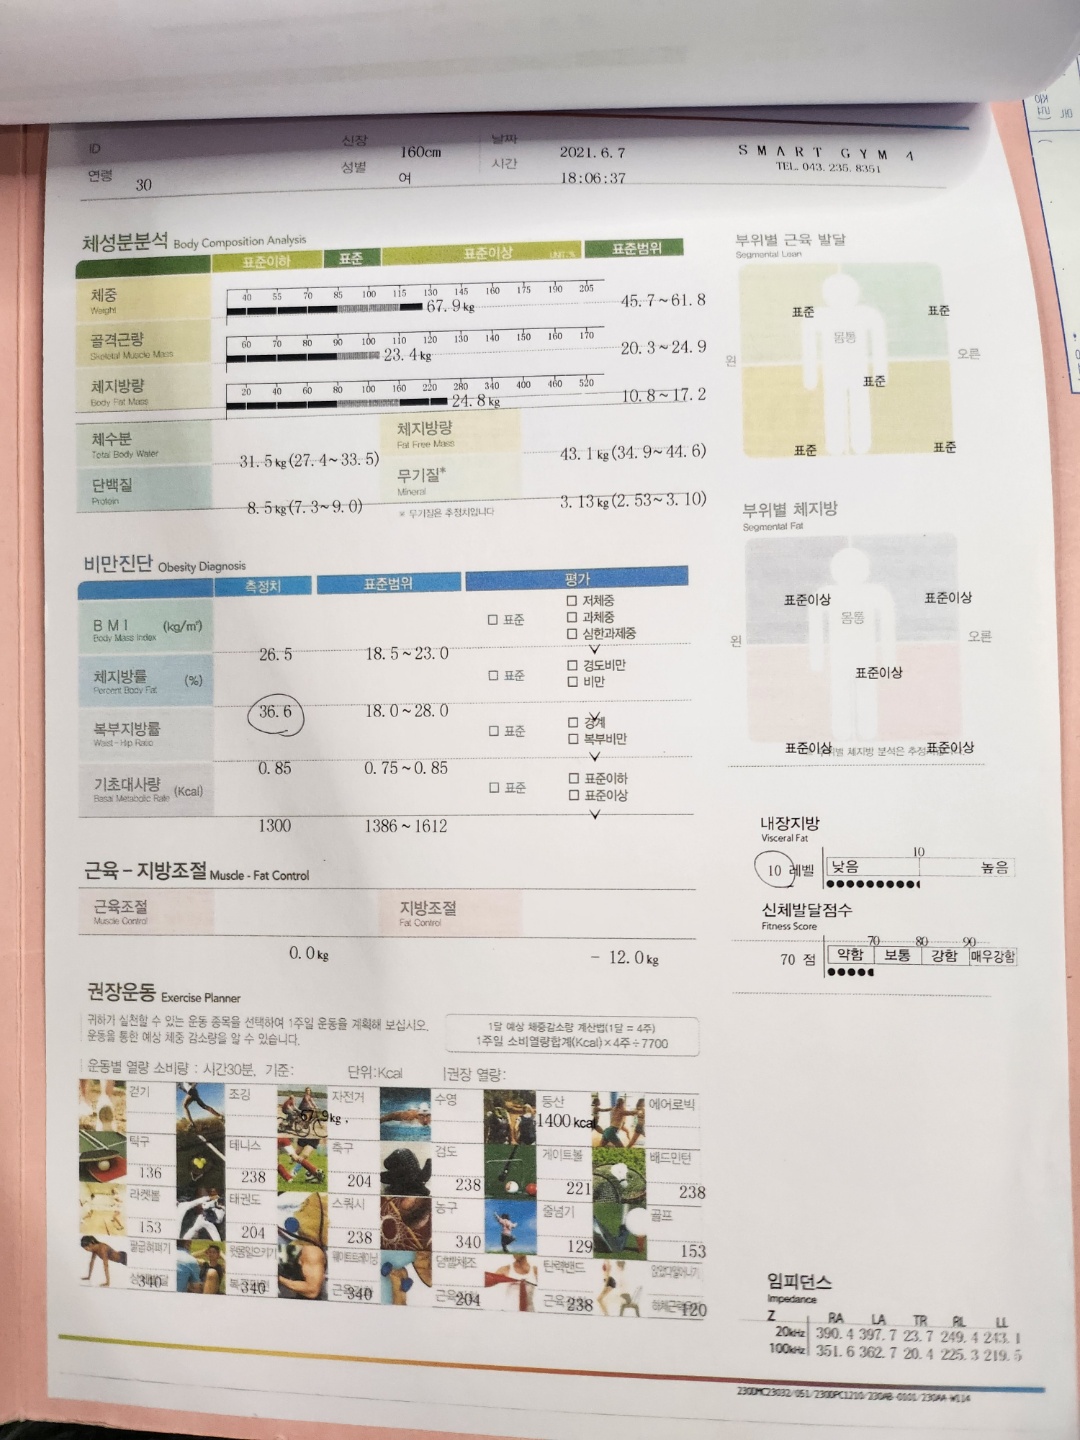 ID
신장
160cm
날짜
2021. 6. 7
S M A R T G Y M 4
연령
30
성별
여
시간
18:06:37
TEL. 043. 235. 8351
체성분분석 Body Composition Analysis
표준이하 표준 표준이상 UNIT:% 표준범위
체중
Weight
40 55 70 85 100 115 130 145 160 175 190 205
67.9kg
45.7~61.8
골격근량
Skeletal Muscle Mass
60 70 80 90 100 110 120 130 140 150 160 170
23.4kg
20.3~24.9
체지방량
Body Fat Mass
20 40 60 80 100 160 220 280 340 400 460 520
24.8kg
10.8~17.2
체수분
Total Body Water
31.5kg(27.4~33.5)
체지방량
Fat Free Mass
43.1kg(34.9~44.6)
단백질
Protein
8.5kg(7.3~9.0)
무기질*
Mineral
* 무기질은 추정치입니다
3.13kg(2.53~3.10)
부위별 근육 발달
Segmental Lean
표준 표준
몸통
왼 오른
표준
표준 표준
비만진단 Obesity Diagnosis
측정치 표준범위 평가
BMI (kg/m²)
Body Mass Index
26.5 18.5~23.0
□ 표준
□ 저체중
□ 과체중
□ 심한과체중
체지방률 (%)
Percent Body Fat
36.6 18.0~28.0
□ 표준
□ 경도비만
□ 비만
복부지방률
Waist-Hip Ratio
0.85 0.75~0.85
□ 표준
□ 경계
□ 복부비만
기초대사량 (Kcal)
Basal Metabolic Rate
1300 1386~1612
□ 표준
□ 표준이하
□ 표준이상
부위별 체지방
Segmental Fat
표준이상 표준이상
몸통
왼 오른
표준이상
표준이상 표준이상
체지방 분석은
내장지방
Visceral Fat
10 레벨
10
낮음 높음
신체발달점수
Fitness Score
70 점
70 80 90
약함 보통 강함 매우강함
근육-지방조절 Muscle - Fat Control
근육조절
Muscle Control
0.0kg
지방조절
Fat Control
- 12.0kg
권장운동 Exercise Planner
귀하가 실천할 수 있는 운동 종목을 선택하여 1주일 운동을 계획해 보십시오.
운동을 통한 예상 체중 감소량을 알 수 있습니다.
1달 예상 체중감소량 계산법(1달 = 4주)
1주일 소비열량합계(Kcal)×4주÷7700
운동별 열량 소비량 : 시간30분, 기준: 단위:Kcal 권장 열량:
걷기 조깅 자전거 수영 등산 에어로빅
67.9kg. 1400 kcal
탁구 테니스 축구 검도 게이트볼 배드민턴
136 238 204 238 221 238
라켓볼 태권도 스쿼시 농구 줄넘기 골프
153 204 238 340 129 153
팔굽혀펴기 윗몸일으키기 웨이트트레이닝 덤벨체조 탄력밴드
340 340 340 204 238 120
임피던스
Impedance
Z RA LA TR RL LL
20kHz 390.4 397.7 23.7 249.4 243.1
100kHz 351.6 362.7 20.4 225.3 219.5